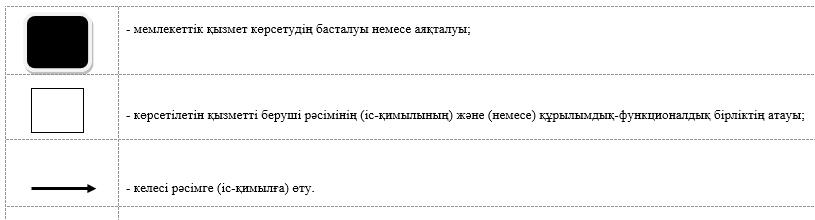 - мемлекеттік қызмет көрсетудің басталуы немесе аяқталуы;
- көрсетілетін қызметті беруші рәсімінің (іс-қимылының) және (немесе) құрылымдық-функционалдық бірліктің атауы;
- келесі рәсімге (іс-қимылға) өту.